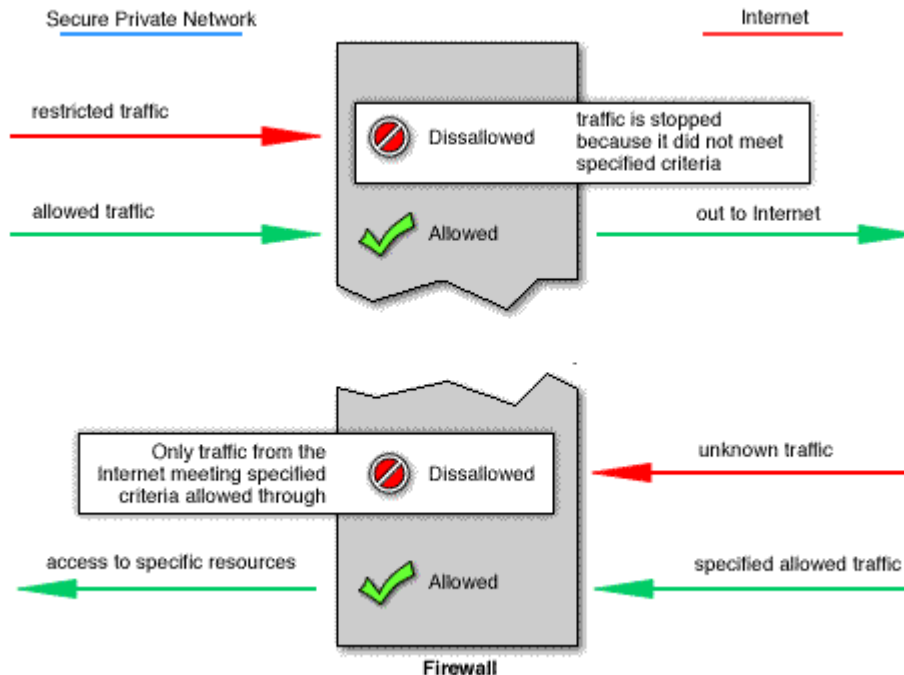 Secure Private Network
Internet
restricted traffic
Dissallowed
traffic is stopped
because it did not meet
specified criteria
allowed traffic
Allowed
out to Internet
Only traffic from the
Internet meeting specified
criteria allowed through
Dissallowed
unknown traffic
access to specific resources
Allowed
specified allowed traffic
Firewall